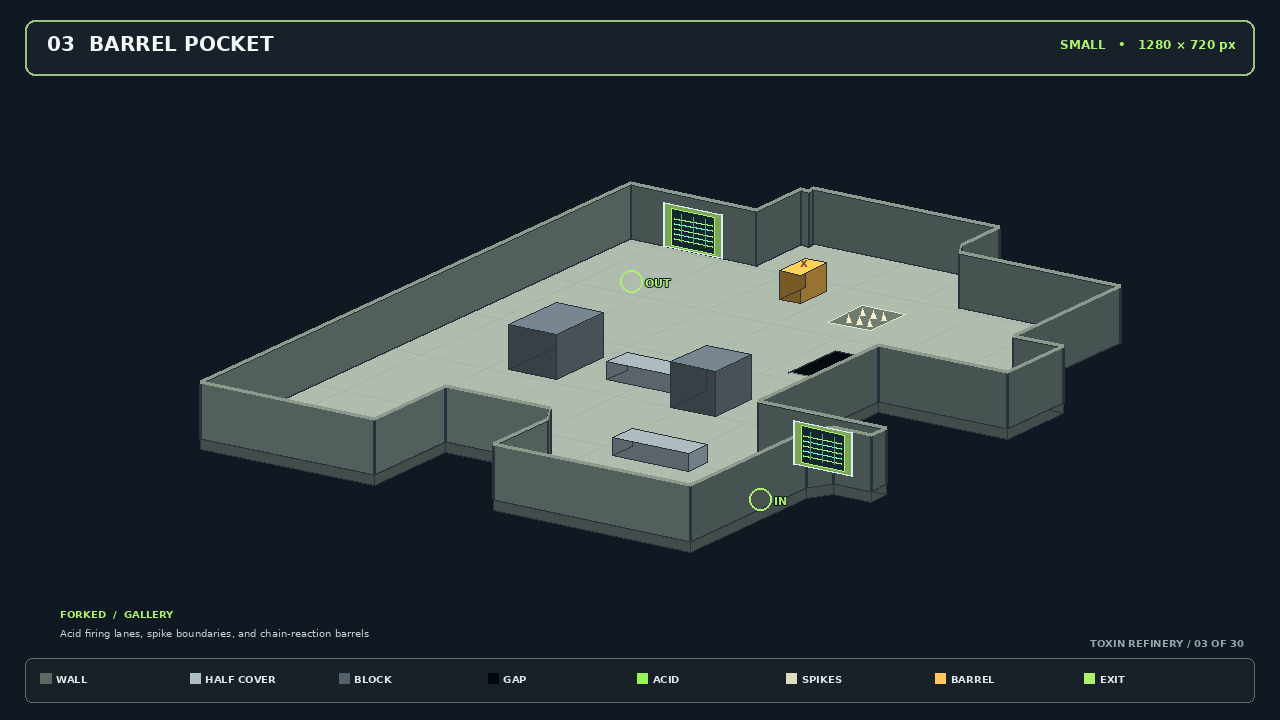 03 BARREL POCKET
SMALL • 1280 × 720 px
X
OUT
IN
FORKED / GALLERY
Acid firing lanes, spike boundaries, and chain-reaction barrels
TOXIN REFINERY / 03 OF 30
WALL
HALF COVER
BLOCK
GAP
ACID
SPIKES
BARREL
EXIT